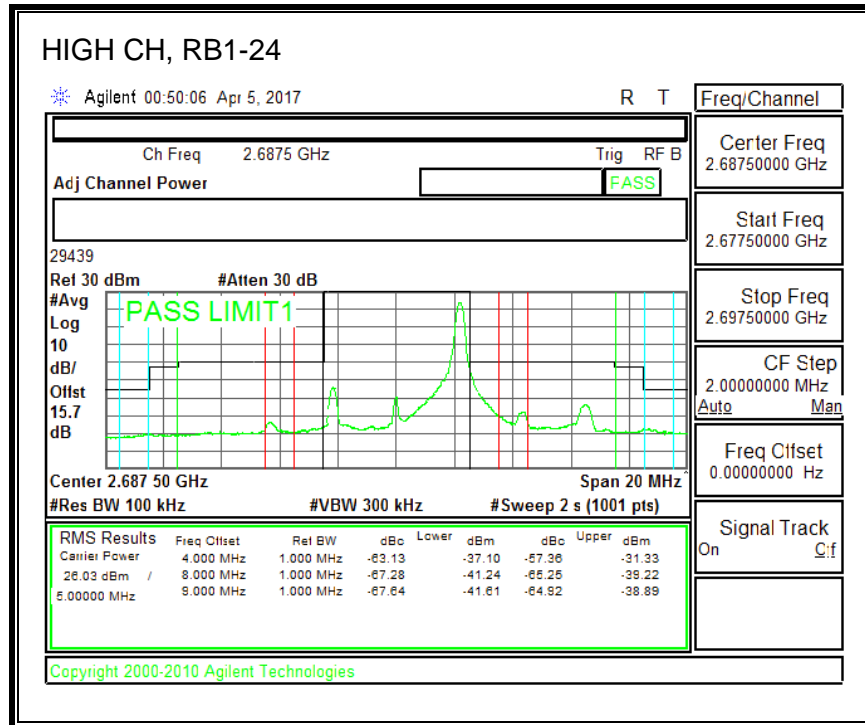 HIGH CH, RB1-24
Agilent 00:50:06 Apr 5, 2017 R T
Ch Freq 2.6875 GHz Trig RF B
Adj Channel Power PASS
29439
Ref 30 dBm #Atten 30 dB
#Avg
Log
10
dB/
Offst
15.7
dB
PASS LIMIT1
Center 2.687 50 GHz Span 20 MHz
#Res BW 100 kHz #VBW 300 kHz #Sweep 2 s (1001 pts)
RMS Results Freq Offset Ref BW dBc Lower dBm dBc Upper dBm
Carrier Power 4.000 MHz 1.000 MHz -63.13 -37.10 -57.36 -31.33
26.03 dBm / 8.000 MHz 1.000 MHz -67.28 -41.24 -65.25 -39.22
5.00000 MHz 9.000 MHz 1.000 MHz -67.64 -41.61 -64.92 -38.89
Copyright 2000-2010 Agilent Technologies
Freq/Channel
Center Freq
2.68750000 GHz
Start Freq
2.67750000 GHz
Stop Freq
2.69750000 GHz
CF Step
2.00000000 MHz
Auto Man
Freq Offset
0.00000000 Hz
Signal Track
On Off